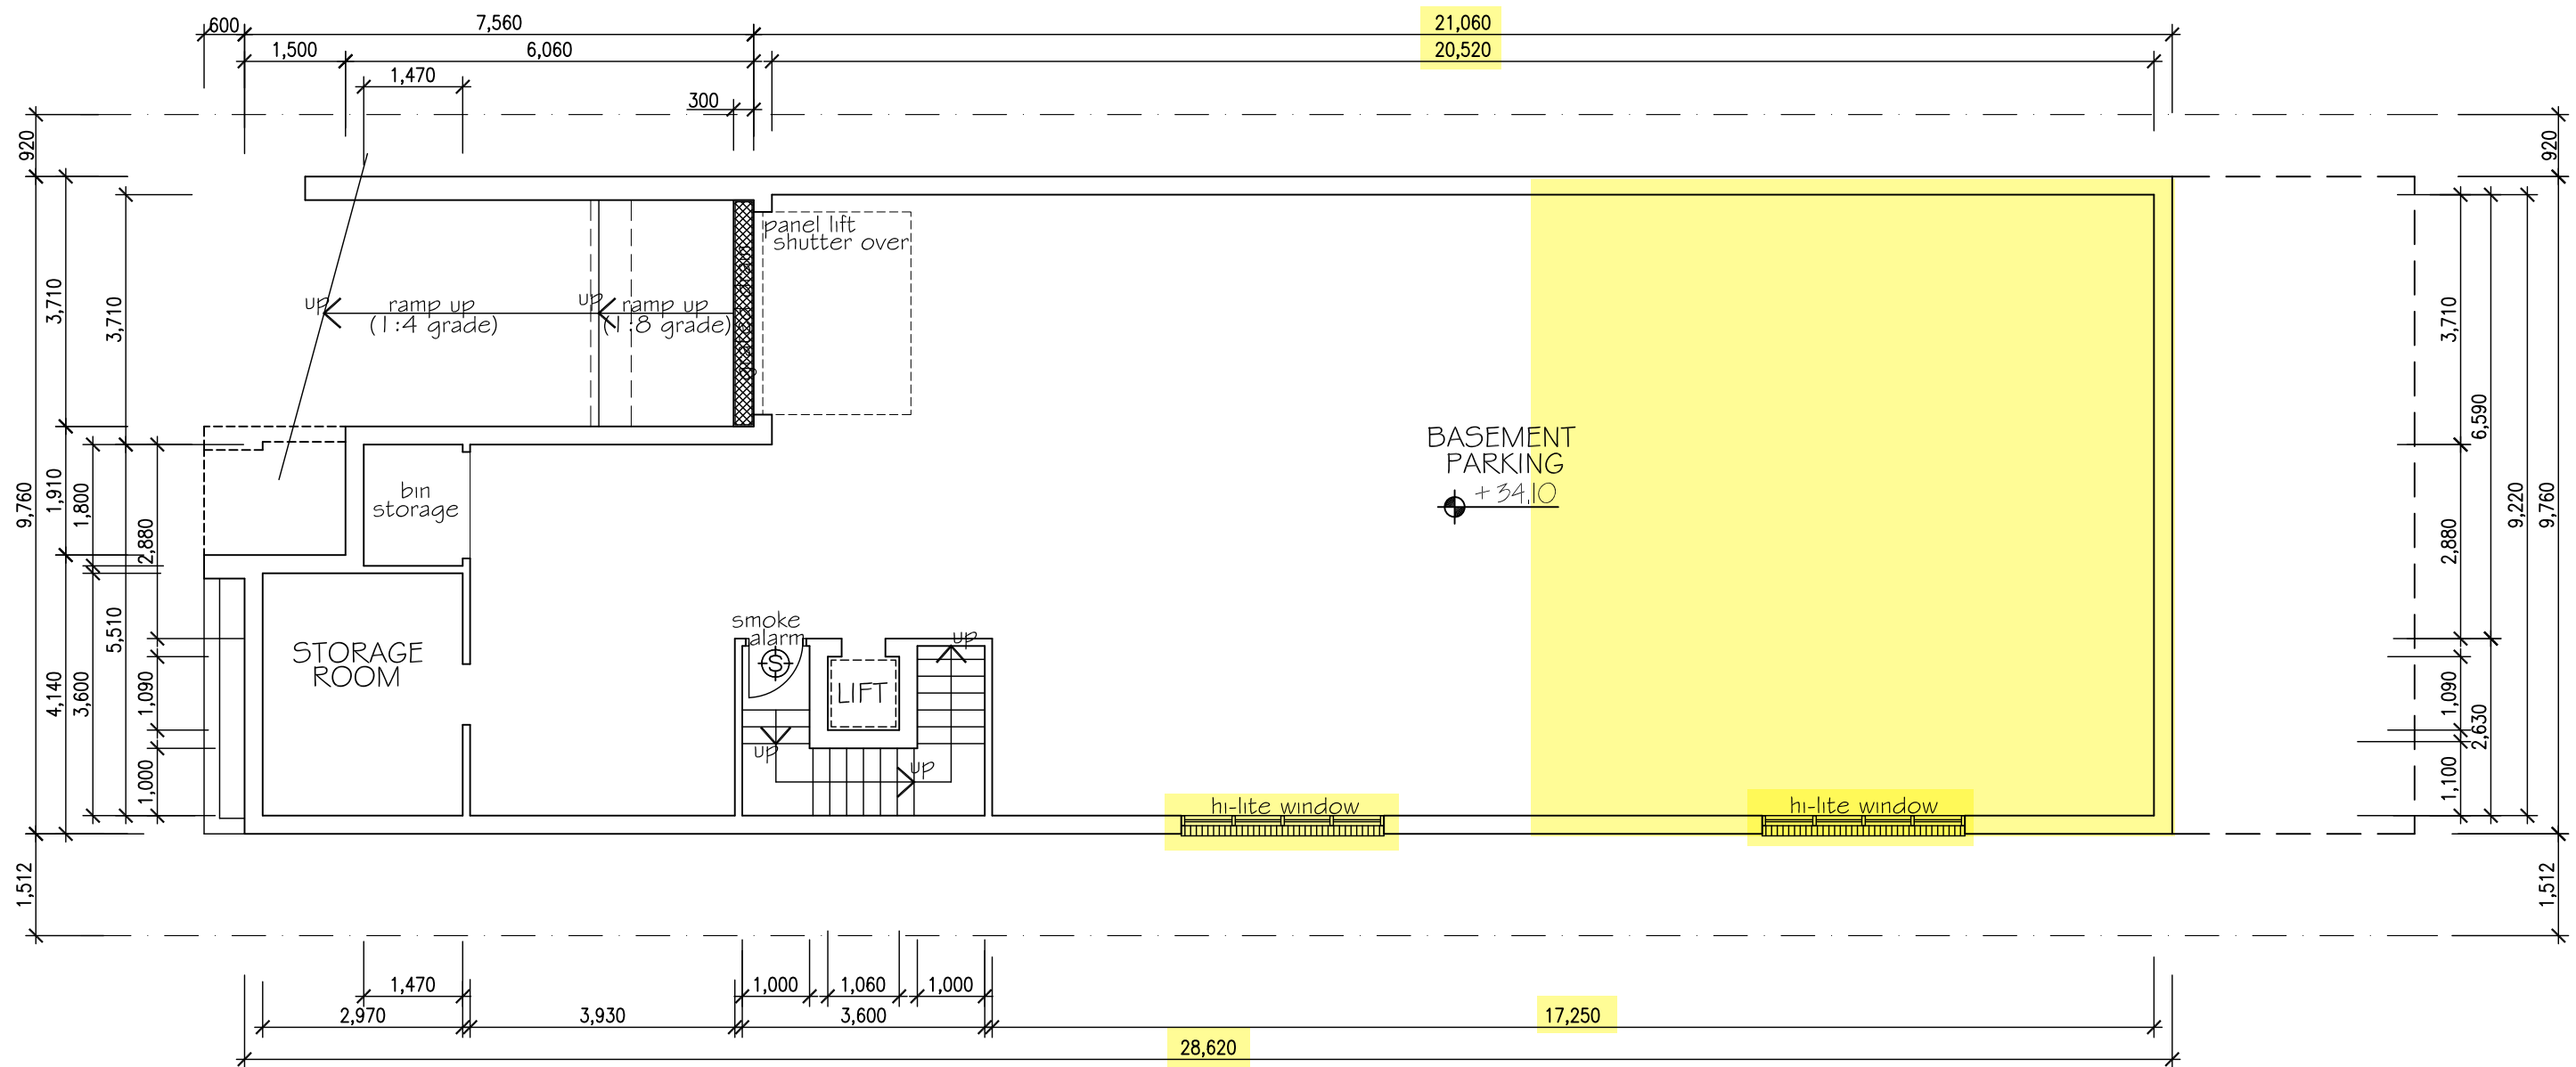 600
7,560
21,060
1,500
6,060
20,520
1,470
300
920
920
panel lift
shutter over
up
ramp up
(1:4 grade)
up
ramp up
(1:8 grade)
3,710
3,710
3,710
6,590
BASEMENT
PARKING
+34.10
bin
storage
9,760
1,910
1,800
2,880
2,880
9,220
9,760
5,510
smoke
alarm
S
up
STORAGE
ROOM
LIFT
4,140
3,600
1,090
1,090
2,630
up
up
1,000
1,100
hi-lite window
hi-lite window
1,512
1,512
1,470
1,000
1,060
1,000
2,970
3,930
3,600
17,250
28,620